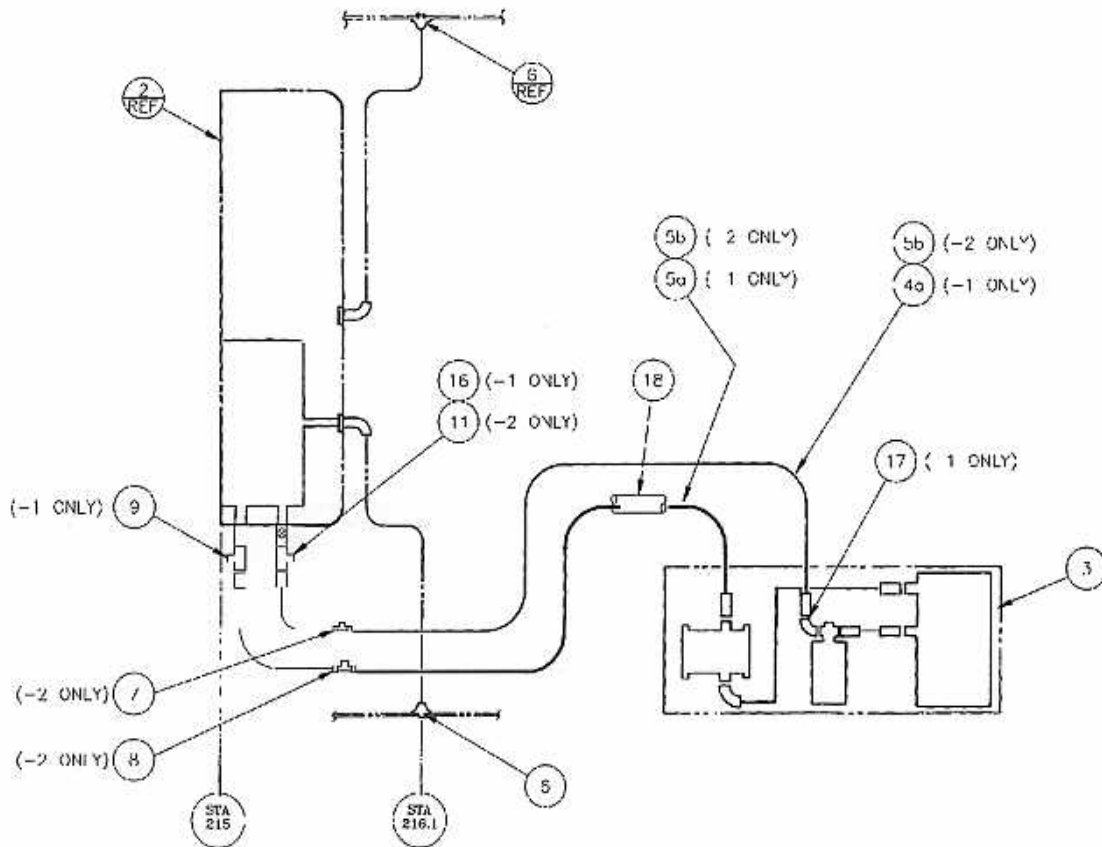 6
REF
2
REF
5b (-2 ONLY)
5a (-1 ONLY)
5b (-2 ONLY)
4a (-1 ONLY)
16 (-1 ONLY)
11 (-2 ONLY)
18
17 (-1 ONLY)
(-1 ONLY) 9
3
(-2 ONLY) 7
(-2 ONLY) 8
STA
215
STA
216.1